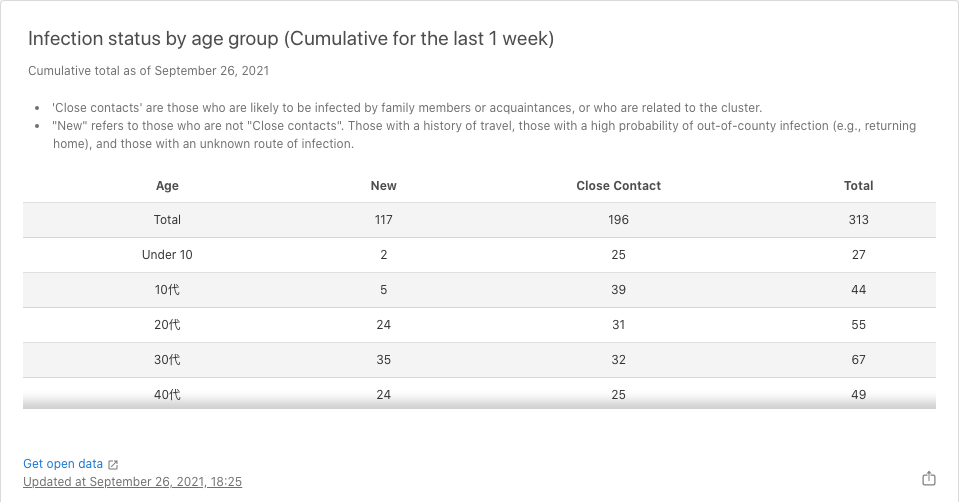 Infection status by age group (Cumulative for the last 1 week)
Cumulative total as of September 26, 2021
• 'Close contacts' are those who are likely to be infected by family members or acquaintances, or who are related to the cluster.
• "New" refers to those who are not "Close contacts". Those with a history of travel, those with a high probability of out-of-county infection (e.g., returning
home), and those with an unknown route of infection.
Age New Close Contact Total
Total 117 196 313
Under 10 2 25 27
10代 5 39 44
20代 24 31 55
30代 35 32 67
40代 24 25 49
Get open data
Updated at September 26, 2021, 18:25